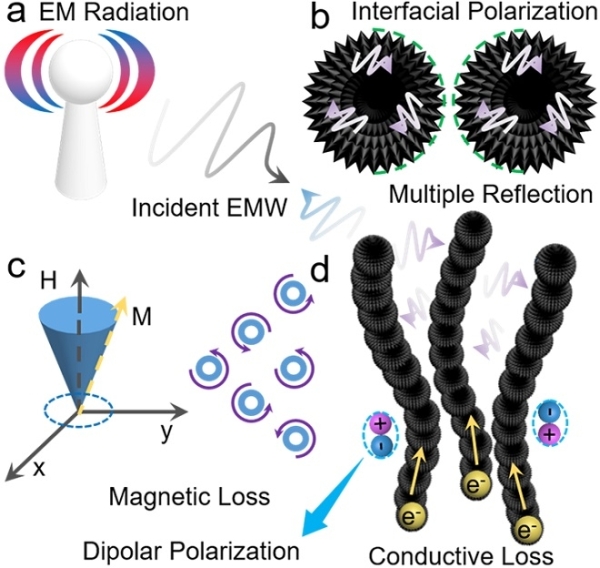 a
EM Radiation
b
Interfacial Polarization
Incident EMW
Multiple Reflection
c
H
M
y
x
Magnetic Loss
Dipolar Polarization
d
+
-
-
+
e-
e-
e-
Conductive Loss